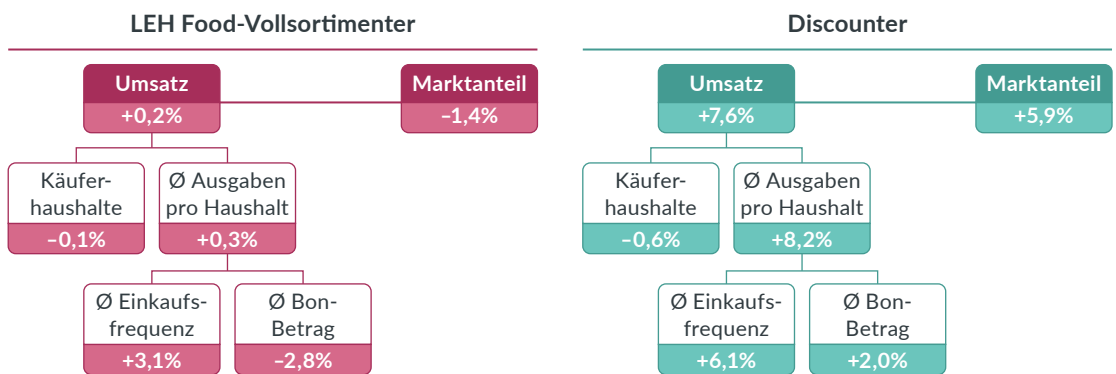 LEH Food-Vollsortimenter
Umsatz
+0,2%
Marktanteil
–1,4%
Käufer-
haushalte
–0,1%
Ø Ausgaben
pro Haushalt
+0,3%
Ø Einkaufs-
frequenz
+3,1%
Ø Bon-
Betrag
–2,8%
Discounter
Umsatz
+7,6%
Marktanteil
+5,9%
Käufer-
haushalte
–0,6%
Ø Ausgaben
pro Haushalt
+8,2%
Ø Einkaufs-
frequenz
+6,1%
Ø Bon-
Betrag
+2,0%